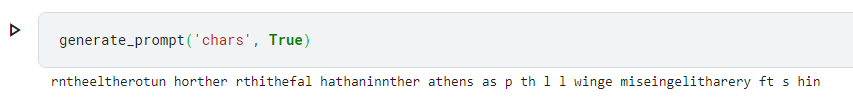 generate_prompt('chars', True)
rntheeltherotun horther rthithefal hathaninnther athens as p th l l winge miseingelitharery ft s hin